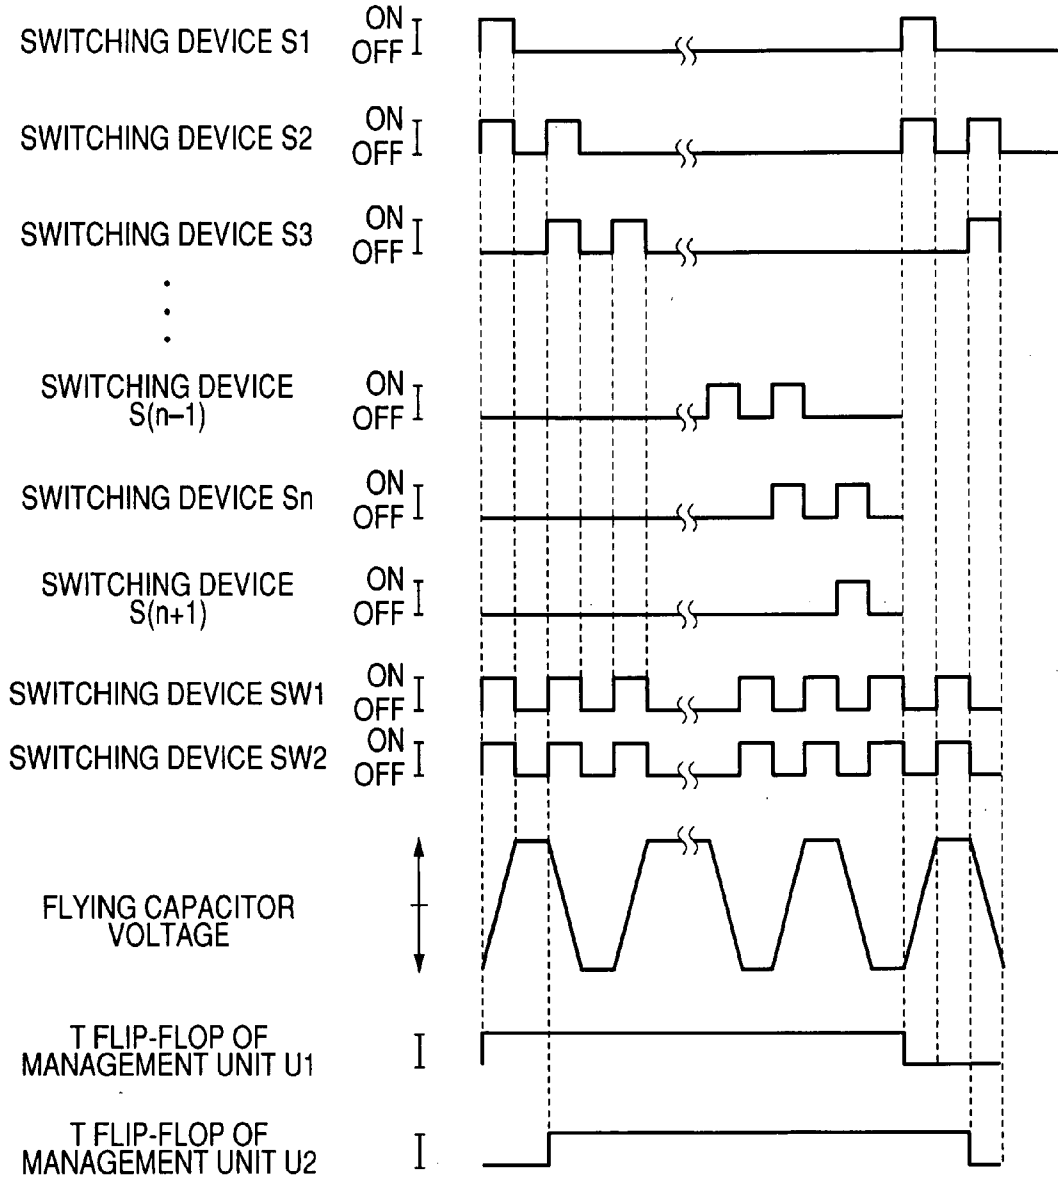 SWITCHING DEVICE S1
ON
OFF
SWITCHING DEVICE S2
ON
OFF
SWITCHING DEVICE S3
ON
OFF
SWITCHING DEVICE
S(n–1)
ON
OFF
SWITCHING DEVICE Sn
ON
OFF
SWITCHING DEVICE
S(n+1)
ON
OFF
SWITCHING DEVICE SW1
ON
OFF
SWITCHING DEVICE SW2
ON
OFF
FLYING CAPACITOR
VOLTAGE
T FLIP-FLOP OF
MANAGEMENT UNIT U1
T FLIP-FLOP OF
MANAGEMENT UNIT U2